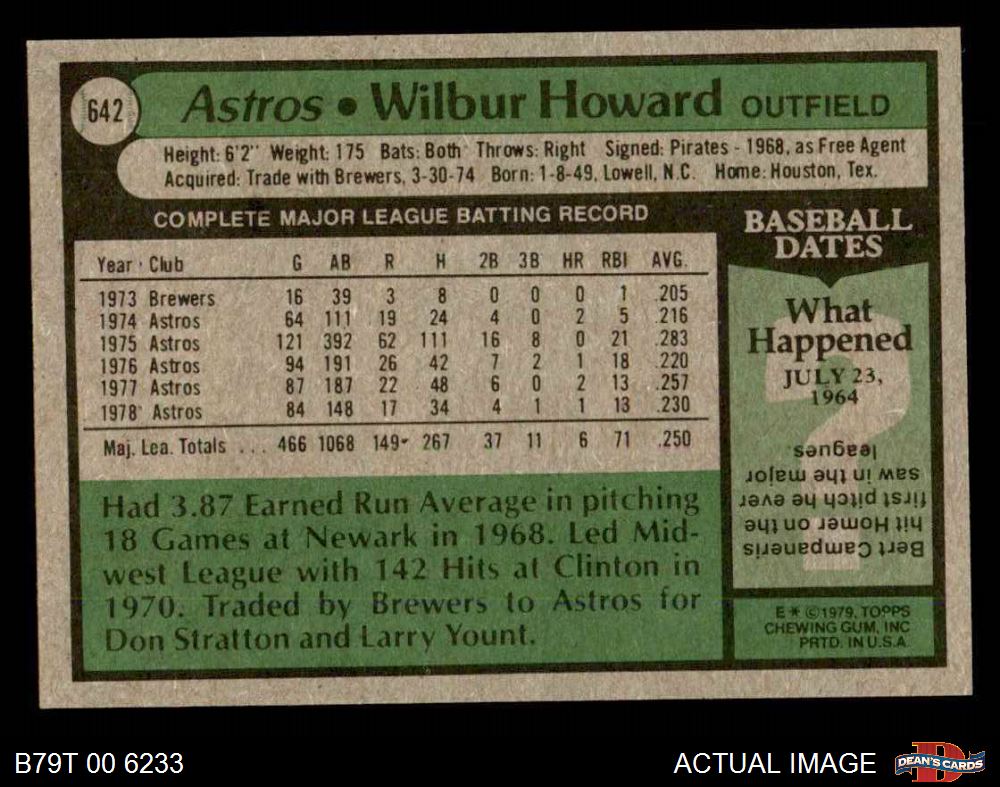 642
Astros • Wilbur Howard OUTFIELD
Height: 6'2" Weight: 175 Bats: Both Throws: Right Signed: Pirates - 1968, as Free Agent
Acquired: Trade with Brewers, 3-30-74 Born: 1-8-49, Lowell, N.C. Home: Houston, Tex.
COMPLETE MAJOR LEAGUE BATTING RECORD
Year · Club G AB R H 2B 3B HR RBI AVG.
1973 Brewers 16 39 3 8 0 0 0 1 .205
1974 Astros 64 111 19 24 4 0 2 5 .216
1975 Astros 121 392 62 111 16 8 0 21 .283
1976 Astros 94 191 26 42 7 2 1 18 .220
1977 Astros 87 187 22 48 6 0 2 13 .257
1978 Astros 84 148 17 34 4 1 1 13 .230
Maj. Lea. Totals ... 466 1068 149 267 37 11 6 71 .250
Had 3.87 Earned Run Average in pitching
18 Games at Newark in 1968. Led Mid-
west League with 142 Hits at Clinton in
1970. Traded by Brewers to Astros for
Don Stratton and Larry Yount.
BASEBALL
DATES
What
Happened
JULY 23,
1964
?
Bert Campaneris
hit Homer on the
first pitch he ever
saw in the major
leagues.
E * © 1979, TOPPS
CHEWING GUM, INC
PRTD. IN U.S.A.
B79T 00 6233
ACTUAL IMAGE
D
DEAN'S CARDS